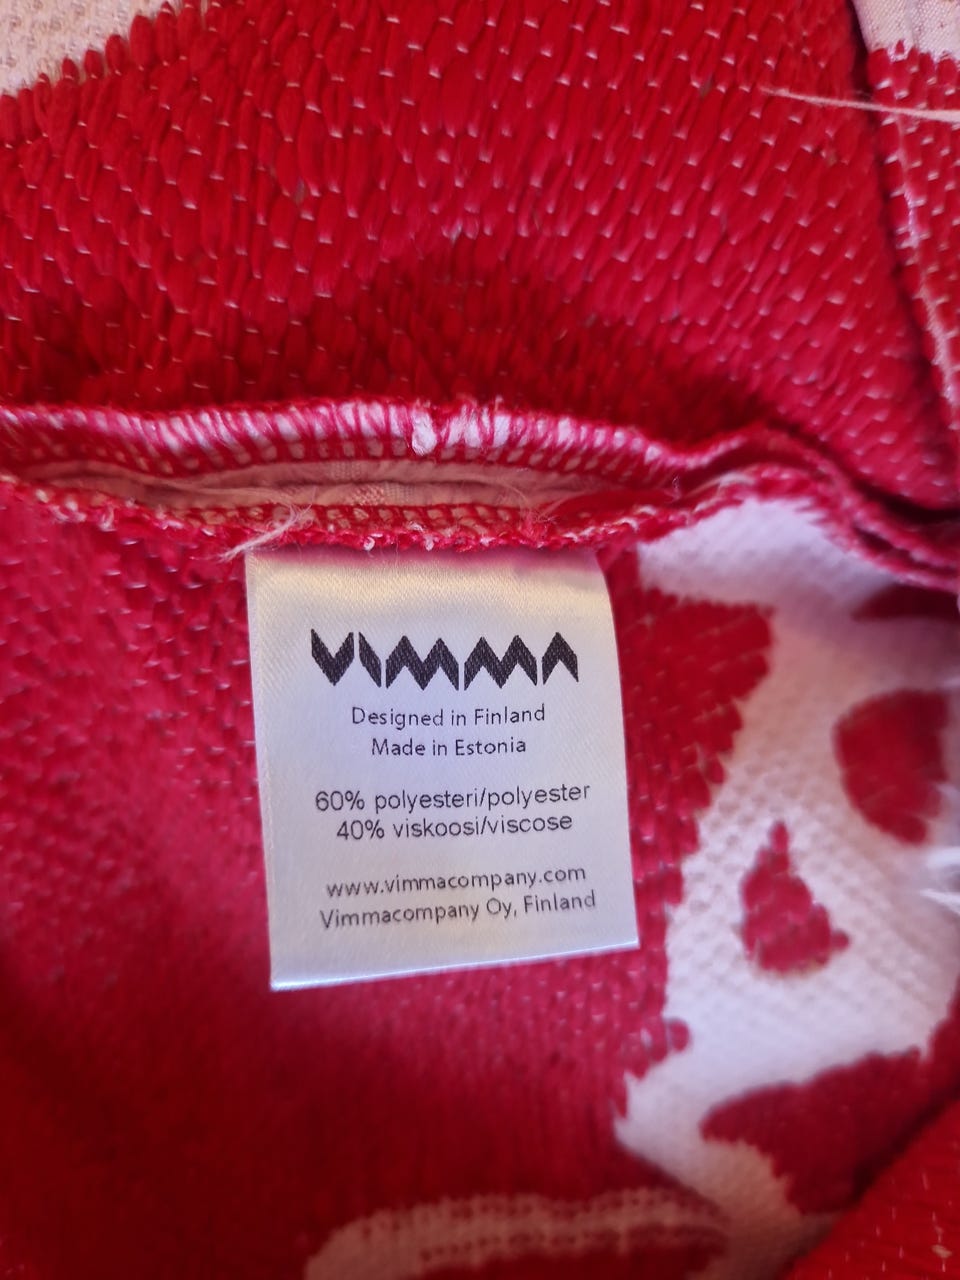 VIMMA
Designed in Finland
Made in Estonia
60% polyesteri/polyester
40% viskoosi/viscose
www.vimmacompany.com
Vimmacompany Oy, Finland